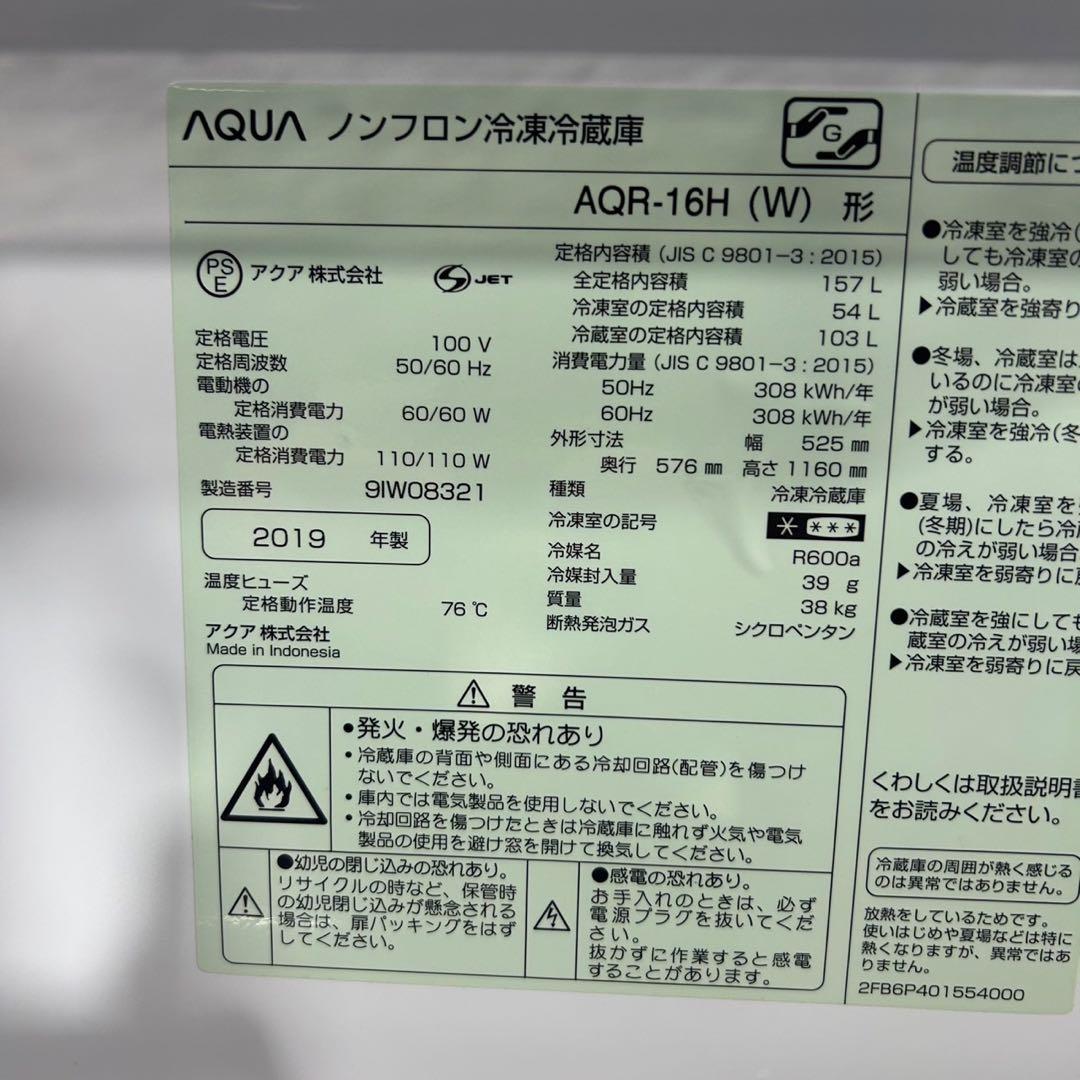 AQUA ノンフロン冷凍冷蔵庫
G
AQR-16H (W) 形
PS
E
アクア 株式会社
S JET
定格電圧 100 V
定格周波数 50/60 Hz
電動機の
定格消費電力 60/60 W
電熱装置の
定格消費電力 110/110 W
製造番号 9IW08321
2019 年製
温度ヒューズ
定格動作温度 76 ℃
アクア 株式会社
Made in Indonesia
定格内容積 (JIS C 9801-3 : 2015)
全定格内容積 157 L
冷凍室の定格内容積 54 L
冷蔵室の定格内容積 103 L
消費電力量 (JIS C 9801-3 : 2015)
50Hz 308 kWh/年
60Hz 308 kWh/年
外形寸法 幅 525 ㎜
奥行 576 ㎜ 高さ 1160 ㎜
種類 冷凍冷蔵庫
冷凍室の記号 * ***
冷媒名 R600a
冷媒封入量 39 g
質量 38 kg
断熱発泡ガス シクロペンタン
⚠ 警 告
●発火・爆発の恐れあり
・冷蔵庫の背面や側面にある冷却回路(配管)を傷つけ
ないでください。
・庫内では電気製品を使用しないでください。
・冷却回路を傷つけたときは冷蔵庫に触れず火気や電気
製品の使用を避け窓を開けて換気してください。
●幼児の閉じ込みの恐れあり。
リサイクルの時など、保管時
の幼児閉じ込みが懸念される
場合は、扉パッキングをはず
してください。
●感電の恐れあり。
お手入れのときは、必ず
電源プラグを抜いてくだ
さい。
抜かずに作業すると感電
することがあります。
温度調節に
●冷凍室を強冷(
しても冷凍室の
弱い場合。
▶冷蔵室を強寄り
●冬場、冷蔵室は
いるのに冷凍室
が弱い場合。
▶冷凍室を強冷(冬
する。
●夏場、冷凍室を
(冬期)にしたら冷
の冷えが弱い場合
▶冷凍室を弱寄りに
●冷蔵室を強にしても
蔵室の冷えが弱い
▶冷凍室を弱寄りに戻
くわしくは取扱説明書
をお読みください。
冷蔵庫の周囲が熱く感じる
のは異常ではありません。
放熱をしているためです。
使いはじめや夏場などは特に
熱くなりますが、異常ではあ
りません。
2FB6P401554000